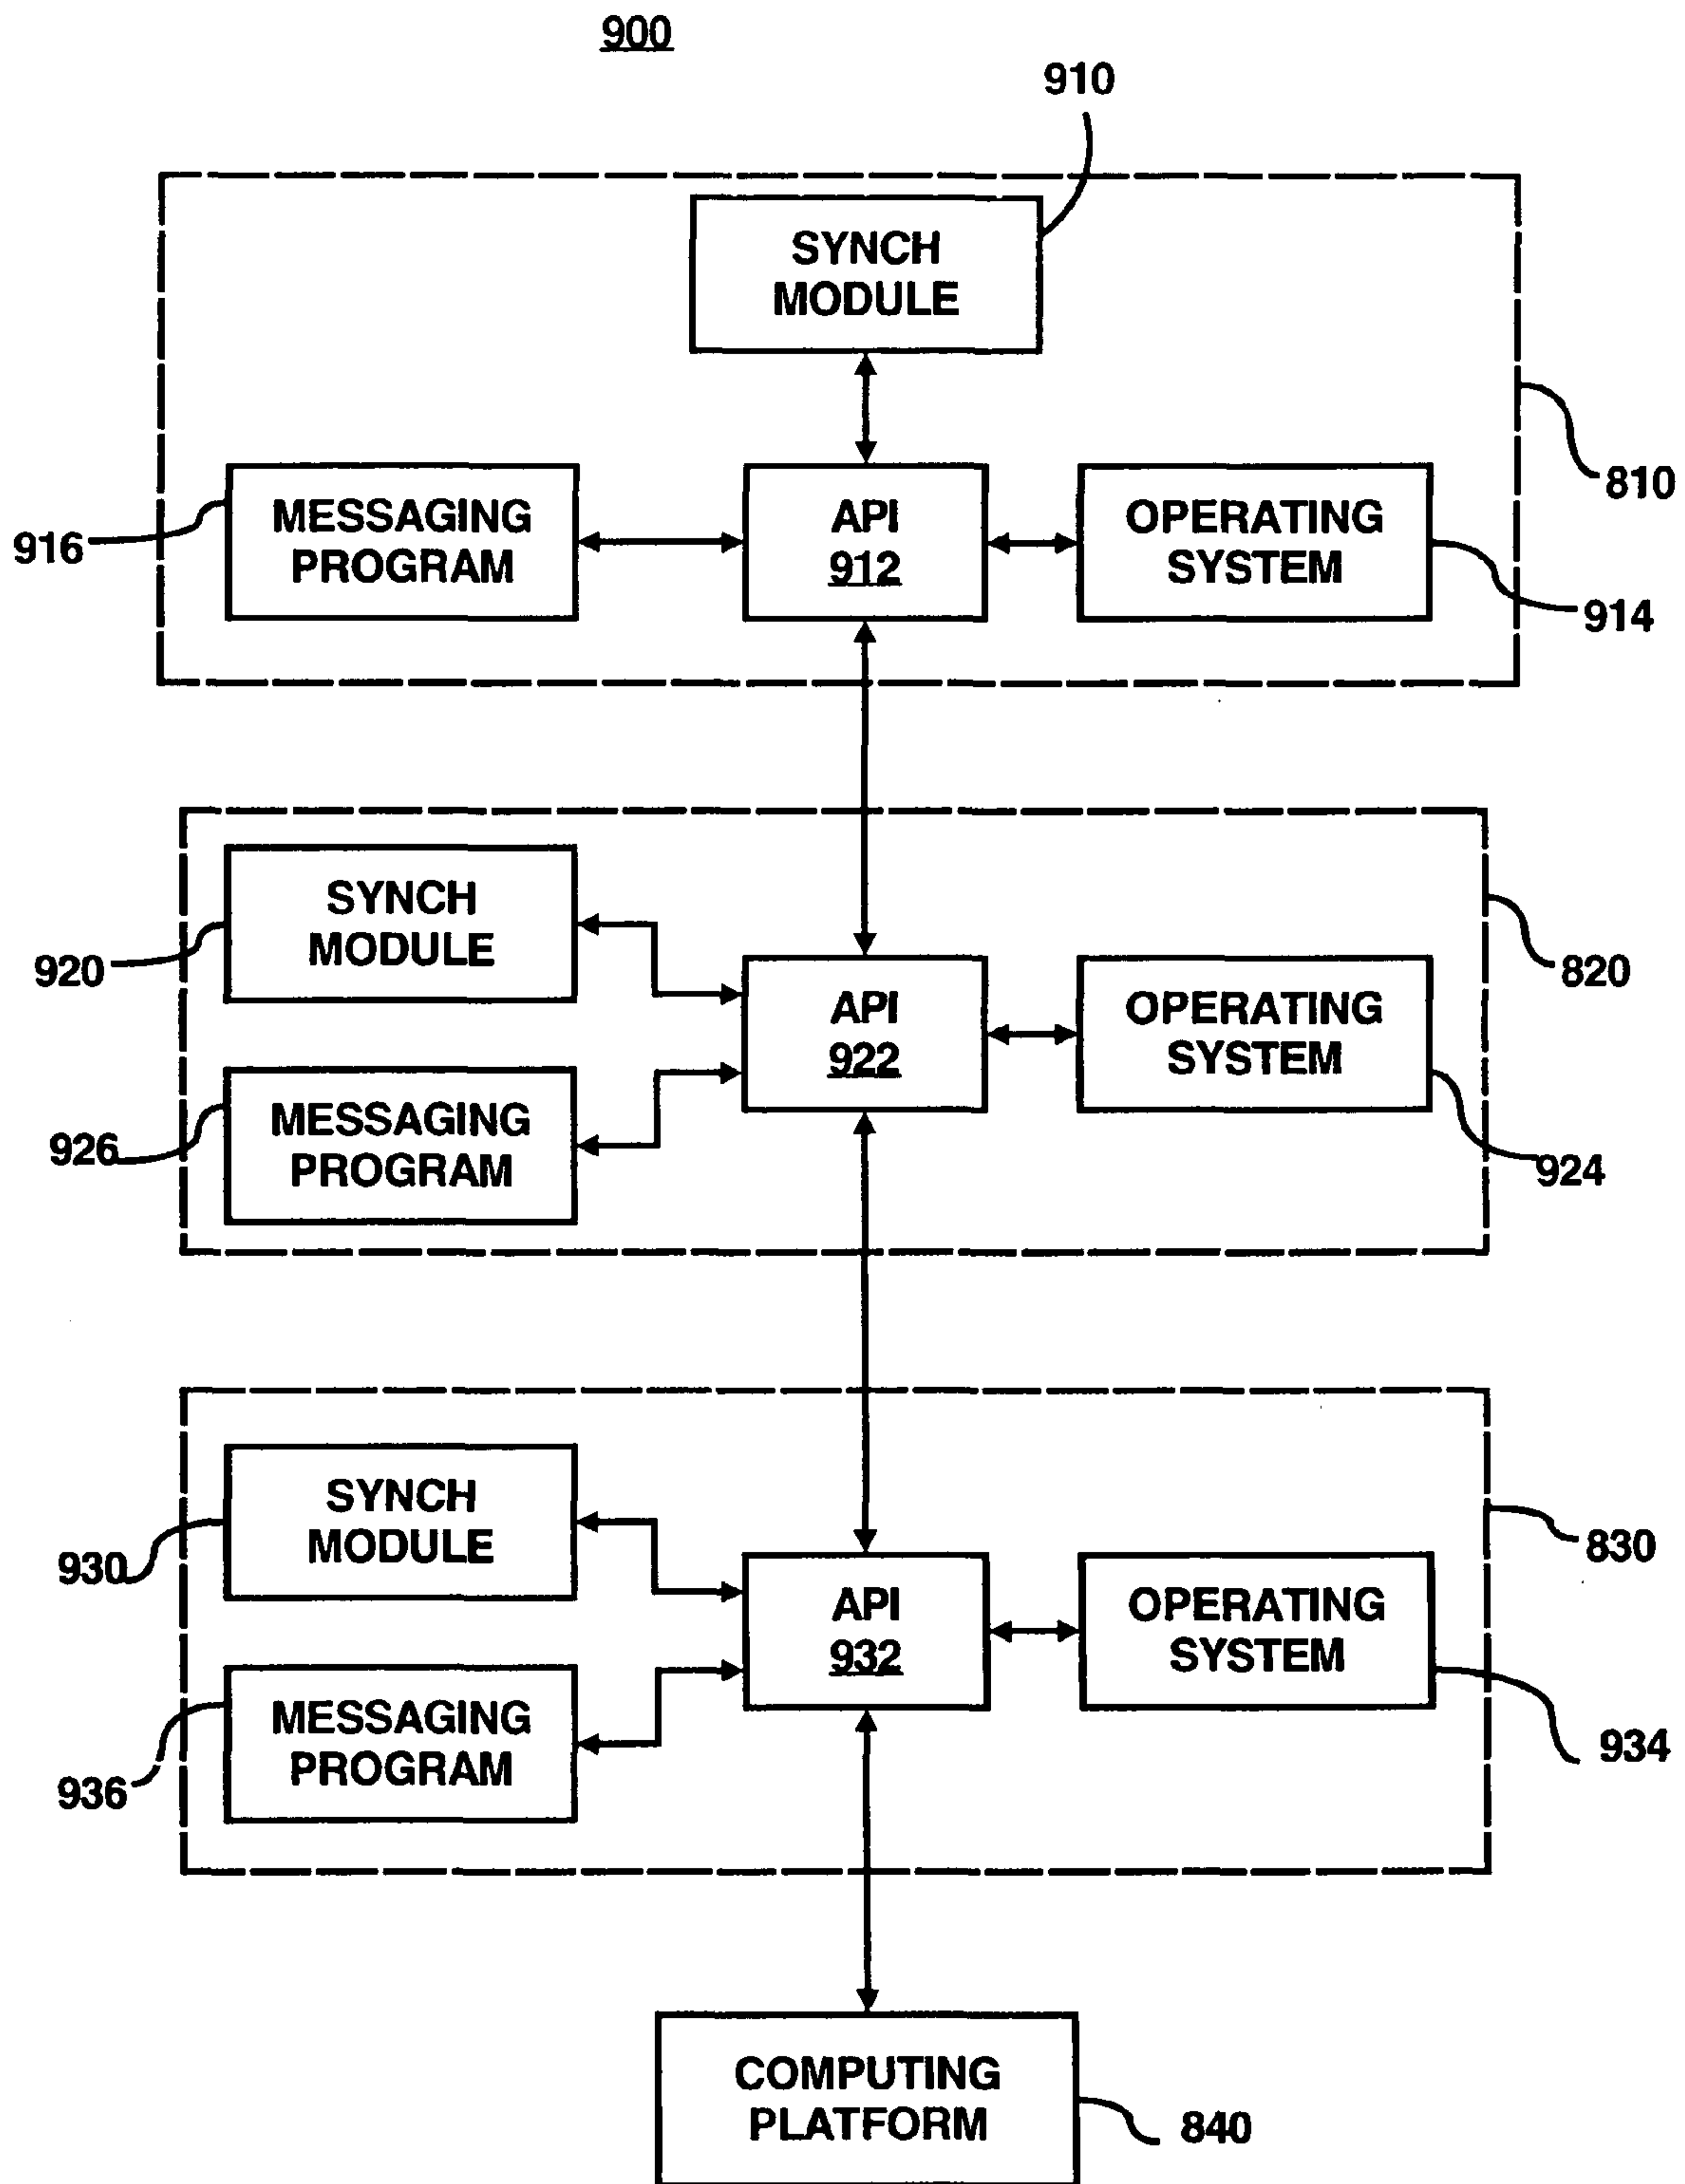 900
910
SYNCH
MODULE
810
916
MESSAGING
PROGRAM
API
912
OPERATING
SYSTEM
914
SYNCH
MODULE
920
820
API
922
OPERATING
SYSTEM
926
MESSAGING
PROGRAM
924
SYNCH
MODULE
930
830
API
932
OPERATING
SYSTEM
936
MESSAGING
PROGRAM
934
COMPUTING
PLATFORM
840